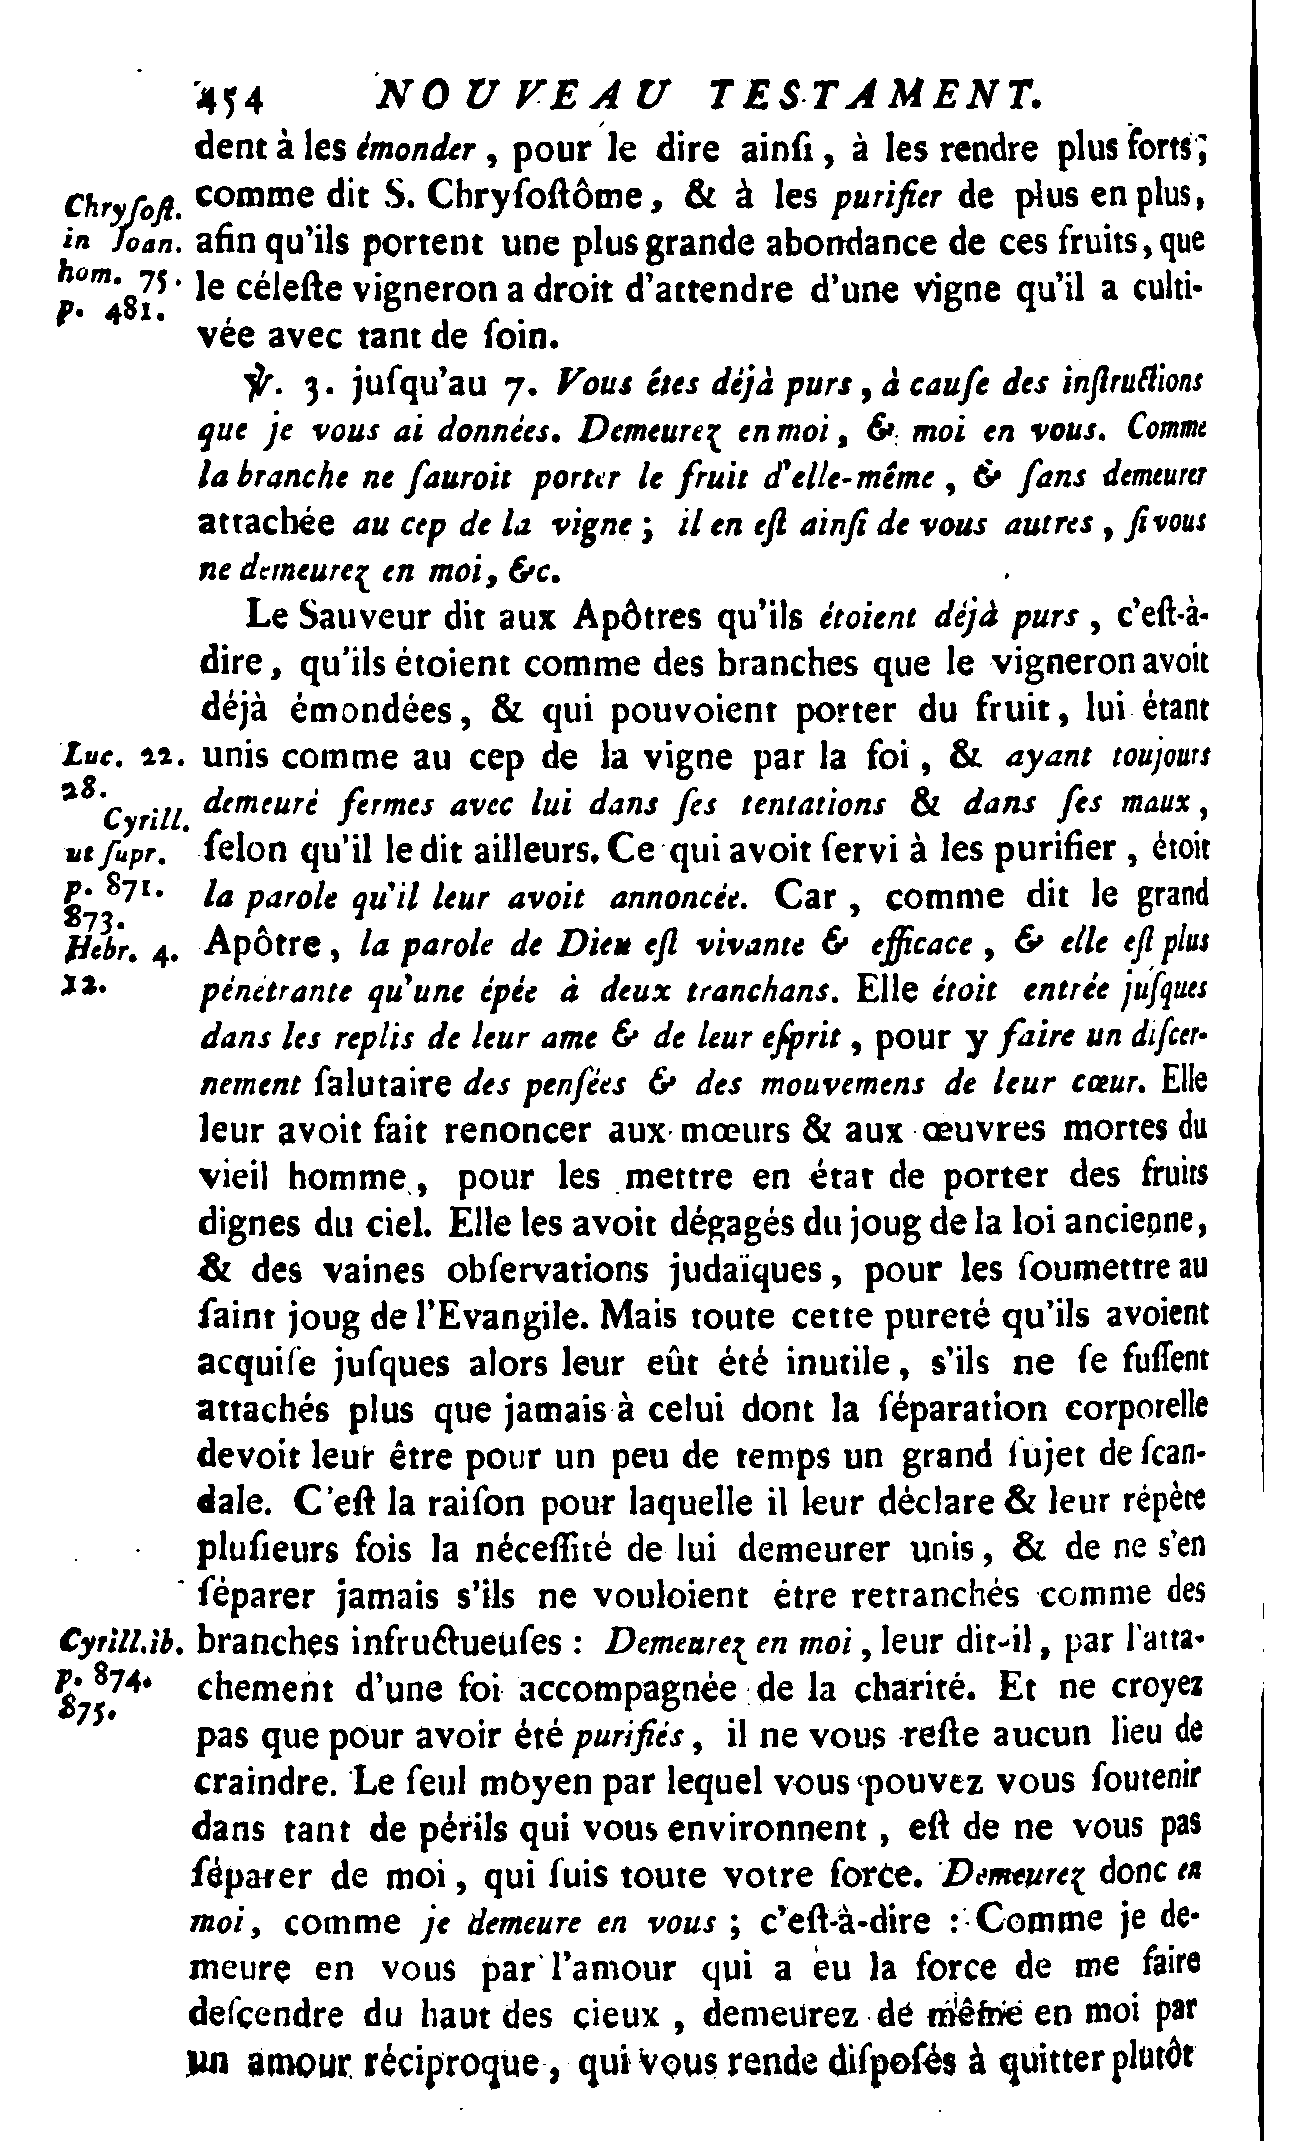 454 NOUVEAU TESTAMENT.
dent à les émonder, pour le dire ainſi, à les rendre plus forts;
comme dit S. Chryſoſtôme, & à les purifier de plus en plus,
afin qu'ils portent une plus grande abondance de ces fruits, que
le céleſte vigneron a droit d'attendre d'une vigne qu'il a culti-
vée avec tant de ſoin.
Chryſoſt.
in Joan.
hom. 75.
p. 481.
℣. 3. juſqu'au 7. Vous êtes déjà purs, à cauſe des inſtructions
que je vous ai données. Demeurez en moi, & moi en vous. Comme
la branche ne ſauroit porter le fruit d'elle-même, & ſans demeurer
attachée au cep de la vigne; il en eſt ainſi de vous autres, ſi vous
ne demeurez en moi, &c.
Le Sauveur dit aux Apôtres qu'ils étoient déjà purs, c'eſt-à-
dire, qu'ils étoient comme des branches que le vigneron avoit
déjà émondées, & qui pouvoient porter du fruit, lui étant
unis comme au cep de la vigne par la foi, & ayant toujours
demeuré fermes avec lui dans ſes tentations & dans ſes maux,
ſelon qu'il le dit ailleurs. Ce qui avoit ſervi à les purifier, étoit
la parole qu'il leur avoit annoncée. Car, comme dit le grand
Apôtre, la parole de Dieu eſt vivante & efficace, & elle eſt plus
pénétrante qu'une épée à deux tranchans. Elle étoit entrée juſques
dans les replis de leur ame & de leur eſprit, pour y faire un diſcer-
nement ſalutaire des penſées & des mouvemens de leur cœur. Elle
leur avoit fait renoncer aux mœurs & aux œuvres mortes du
vieil homme, pour les mettre en état de porter des fruits
dignes du ciel. Elle les avoit dégagés du joug de la loi ancienne,
& des vaines obſervations judaïques, pour les ſoumettre au
ſaint joug de l'Evangile. Mais toute cette pureté qu'ils avoient
acquiſe juſques alors leur eût été inutile, s'ils ne ſe fuſſent
attachés plus que jamais à celui dont la ſéparation corporelle
devoit leur être pour un peu de temps un grand ſujet de ſcan-
dale. C'eſt la raiſon pour laquelle il leur déclare & leur répète
pluſieurs fois la néceſſité de lui demeurer unis, & de ne s'en
ſéparer jamais s'ils ne vouloient être retranchés comme des
branches infructueuſes : Demeurez en moi, leur dit-il, par l'atta-
chement d'une foi accompagnée de la charité. Et ne croyez
pas que pour avoir été purifiés, il ne vous reſte aucun lieu de
craindre. Le ſeul moyen par lequel vous pouvez vous ſoutenir
dans tant de périls qui vous environnent, eſt de ne vous pas
ſéparer de moi, qui ſuis toute votre force. Demeurez donc en
moi, comme je demeure en vous; c'eſt-à-dire : Comme je de-
meure en vous par l'amour qui a eu la force de me faire
deſcendre du haut des cieux, demeurez de même en moi par
un amour réciproque, qui vous rende diſpoſés à quitter plutôt
Luc. 22.
28.
Cyrill.
ut ſupr.
p. 871.
873.
Hebr. 4.
12.
Cyrill. ib.
p. 874.
875.